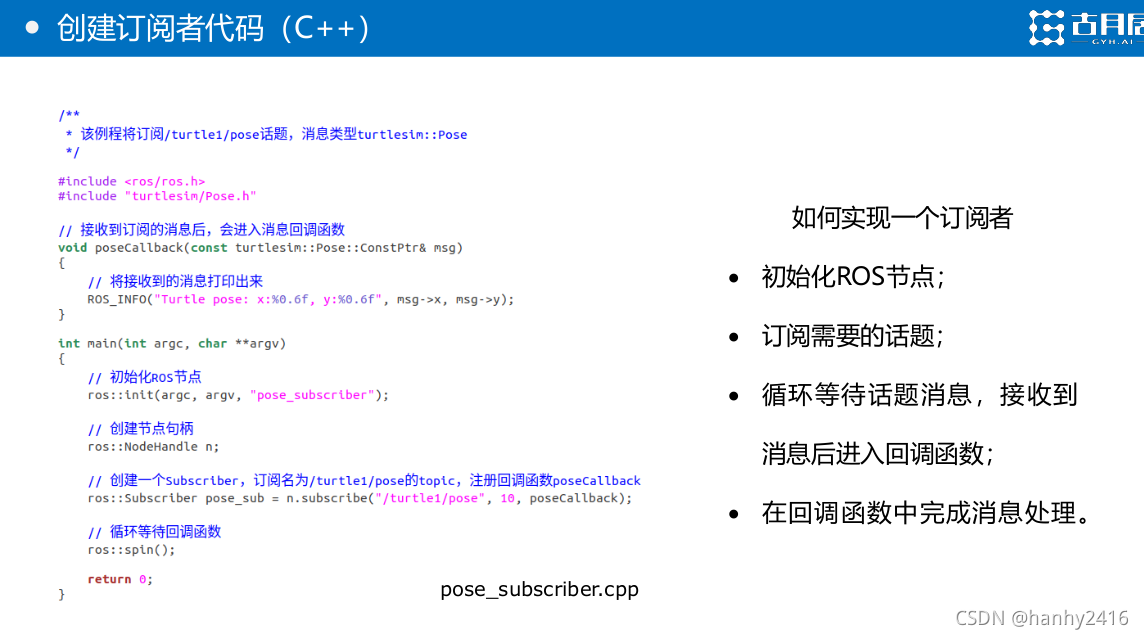 创建订阅者代码（C++）
古月居
GYH.AI
/**
 * 该例程将订阅/turtle1/pose话题，消息类型turtlesim::Pose
 */
#include <ros/ros.h>
#include "turtlesim/Pose.h"
// 接收到订阅的消息后，会进入消息回调函数
void poseCallback(const turtlesim::Pose::ConstPtr& msg)
{
    // 将接收到的消息打印出来
    ROS_INFO("Turtle pose: x:%0.6f, y:%0.6f", msg->x, msg->y);
}
int main(int argc, char **argv)
{
    // 初始化ROS节点
    ros::init(argc, argv, "pose_subscriber");
    // 创建节点句柄
    ros::NodeHandle n;
    // 创建一个Subscriber，订阅名为/turtle1/pose的topic，注册回调函数poseCallback
    ros::Subscriber pose_sub = n.subscribe("/turtle1/pose", 10, poseCallback);
    // 循环等待回调函数
    ros::spin();
    return 0;
}
pose_subscriber.cpp
如何实现一个订阅者
• 初始化ROS节点；
• 订阅需要的话题；
• 循环等待话题消息，接收到
消息后进入回调函数；
• 在回调函数中完成消息处理。
CSDN @hanhy2416